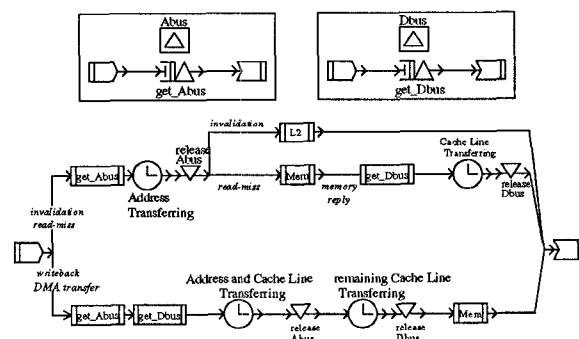 Abus
get_Abus
Dbus
get_Dbus
invalidation
L2
release
Abus
get_Abus
Address
Transferring
read-miss
Mem
memory
reply
get_Dbus
Cache Line
Transferring
release
Dbus
invalidation
read-miss
writeback
DMA transfer
get_Abus
get_Dbus
Address and Cache Line
Transferring
release
Abus
remaining Cache Line
Transferring
release
Dbus
Mem